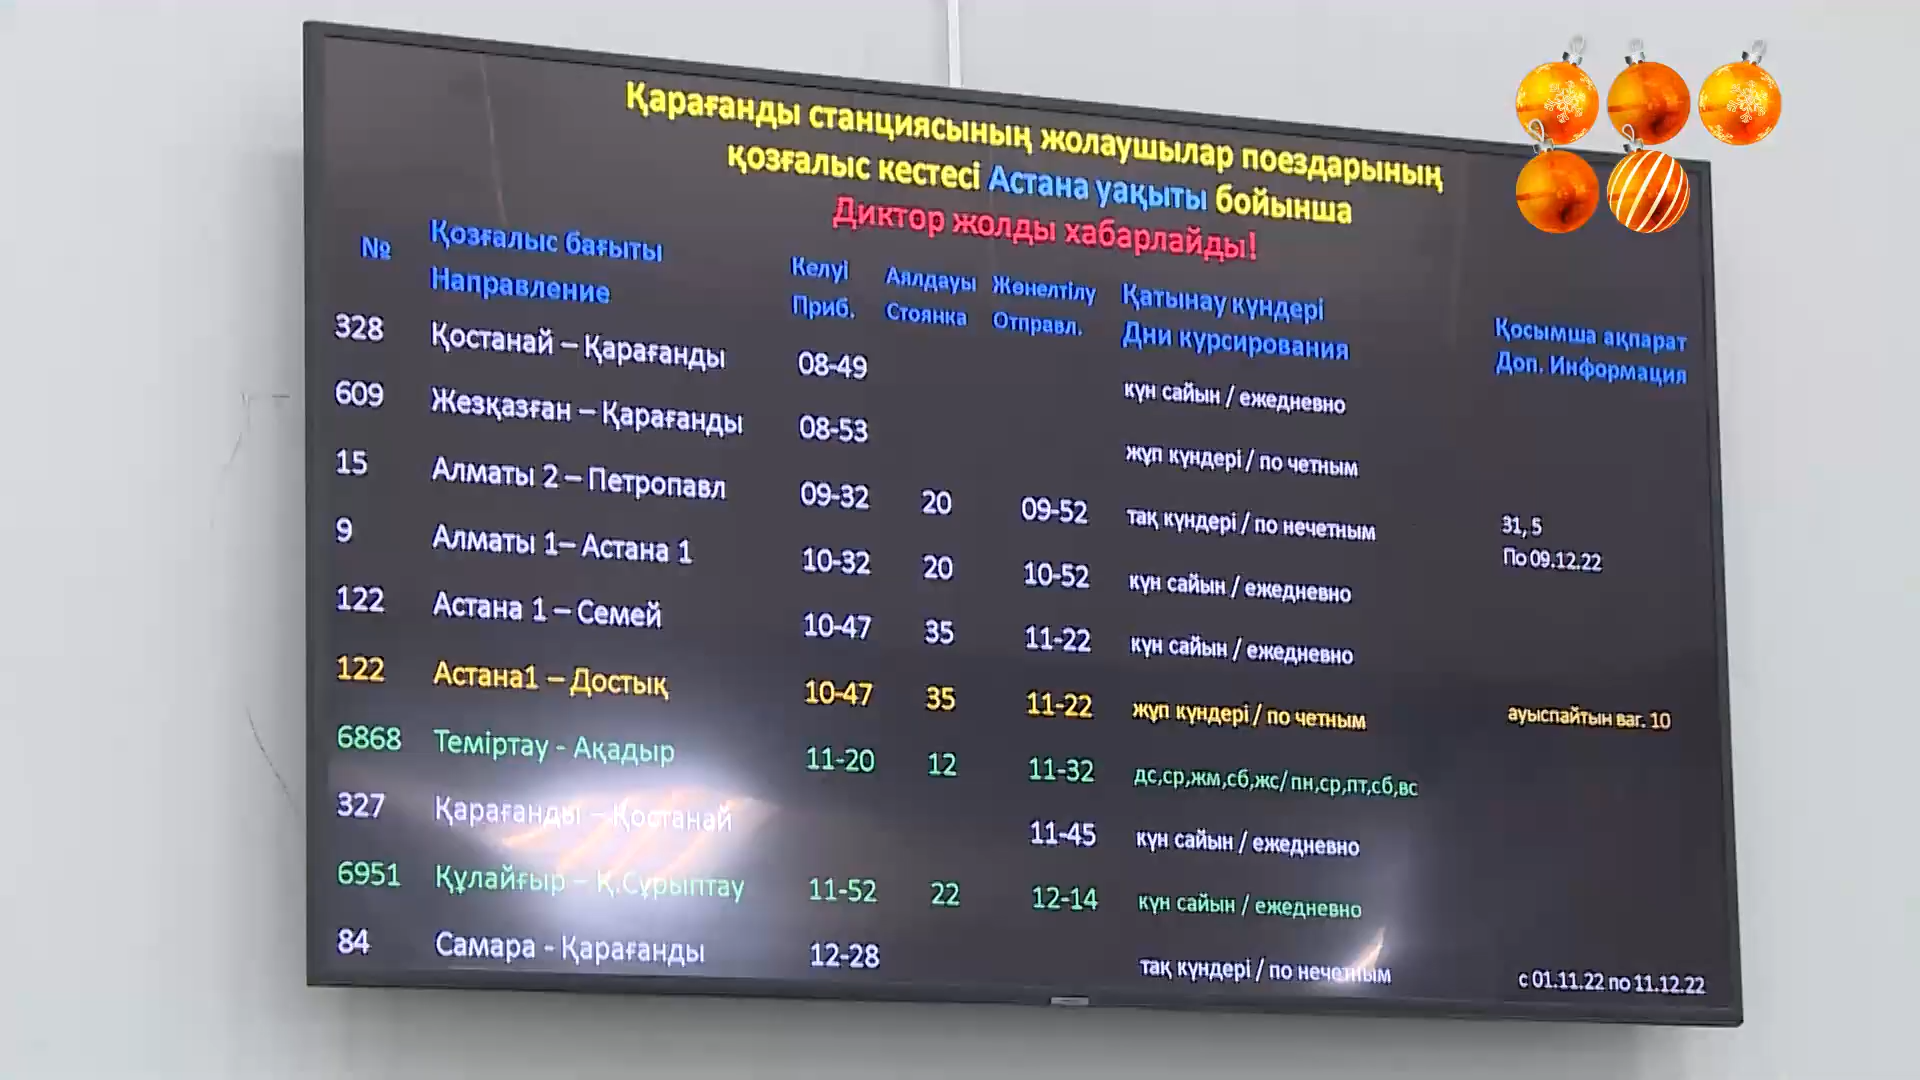 Қарағанды станциясының жолаушылар поездарының
қозғалыс кестесі Астана уақыты бойынша
Диктор жолды хабарлайды!
№ Қозғалыс бағыты Келуі Аялдауы Жөнелтілу Қатынау күндері Қосымша ақпарат
Направление Приб. Стоянка Отправл. Дни курсирования Доп. Информация
328 Қостанай – Қарағанды 08-49 күн сайын / ежедневно
609 Жезқазған – Қарағанды 08-53 жұп күндері / по четным
15 Алматы 2 – Петропавл 09-32 20 09-52 тақ күндері / по нечетным 31, 5
По 09.12.22
9 Алматы 1– Астана 1 10-32 20 10-52 күн сайын / ежедневно
122 Астана 1 – Семей 10-47 35 11-22 күн сайын / ежедневно
122 Астана1 – Достық 10-47 35 11-22 жұп күндері / по четным ауыспайтын ваг. 10
6868 Теміртау - Ақадыр 11-20 12 11-32 дс,ср,жм,сб,жс/ пн,ср,пт,сб,вс
327 Қарағанды – Қостанай 11-45 күн сайын / ежедневно
6951 Құлайғыр – Қ.Сұрыптау 11-52 22 12-14 күн сайын / ежедневно
84 Самара - Қарағанды 12-28 тақ күндері / по нечетным с 01.11.22 по 11.12.22